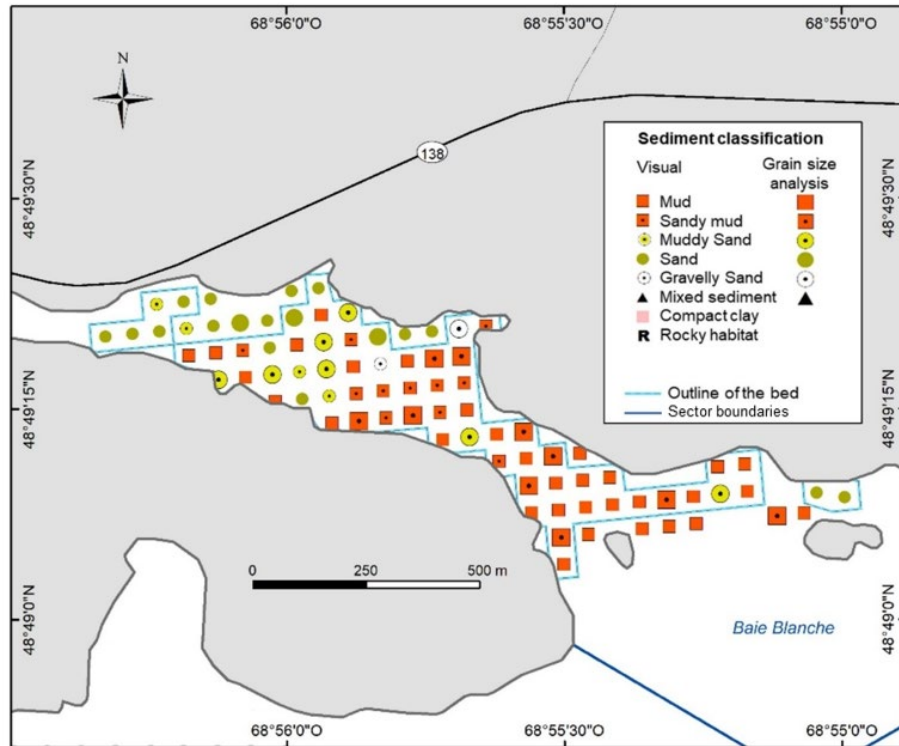 68°56'0"O 68°55'30"O 68°55'0"O
N
138
48°49'30"N
48°49'30"N
Sediment classification
Visual Grain size analysis
Mud
Sandy mud
Muddy Sand
Sand
Gravelly Sand
Mixed sediment
Compact clay
R Rocky habitat
Outline of the bed
Sector boundaries
48°49'15"N
48°49'15"N
0 250 500 m
48°49'0"N
48°49'0"N
Baie Blanche
68°56'0"O 68°55'30"O 68°55'0"O